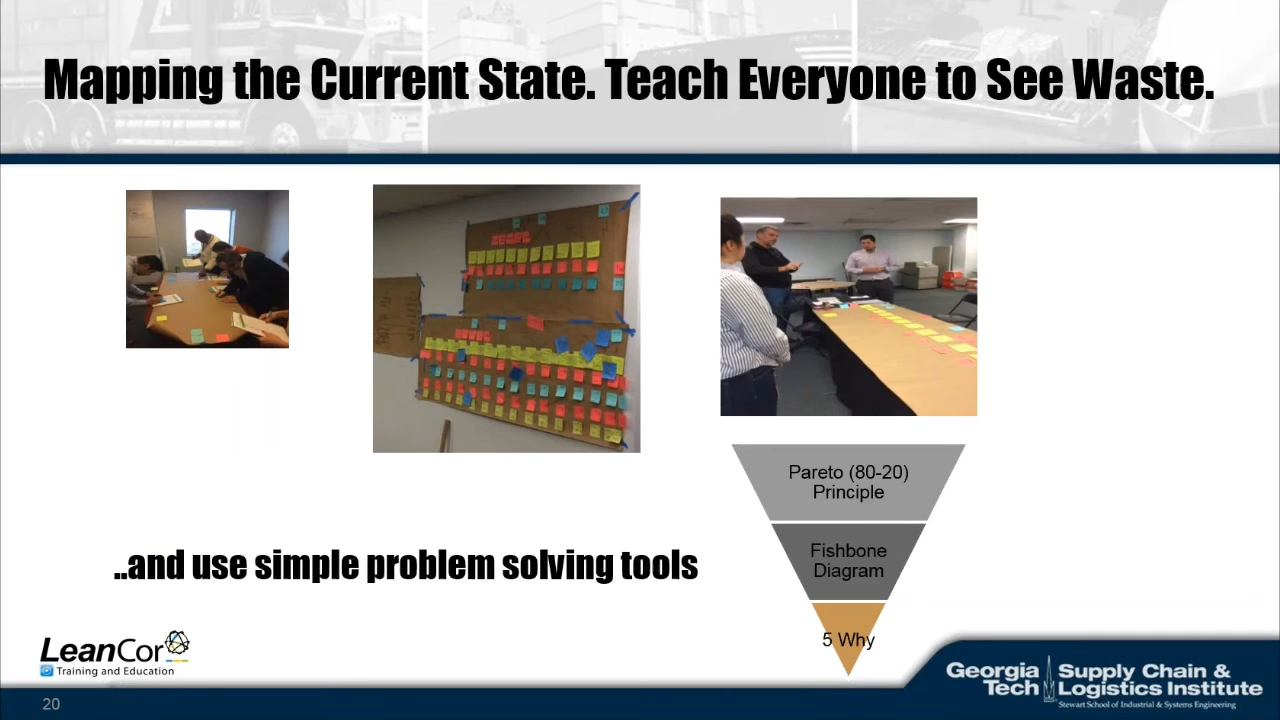 Mapping the Current State. Teach Everyone to See Waste.
Pareto (80-20)
Principle
Fishbone
Diagram
5 Why
..and use simple problem solving tools
LeanCor
Training and Education
Georgia
Tech
Supply Chain &
Logistics Institute
Stewart School of Industrial & Systems Engineering
20